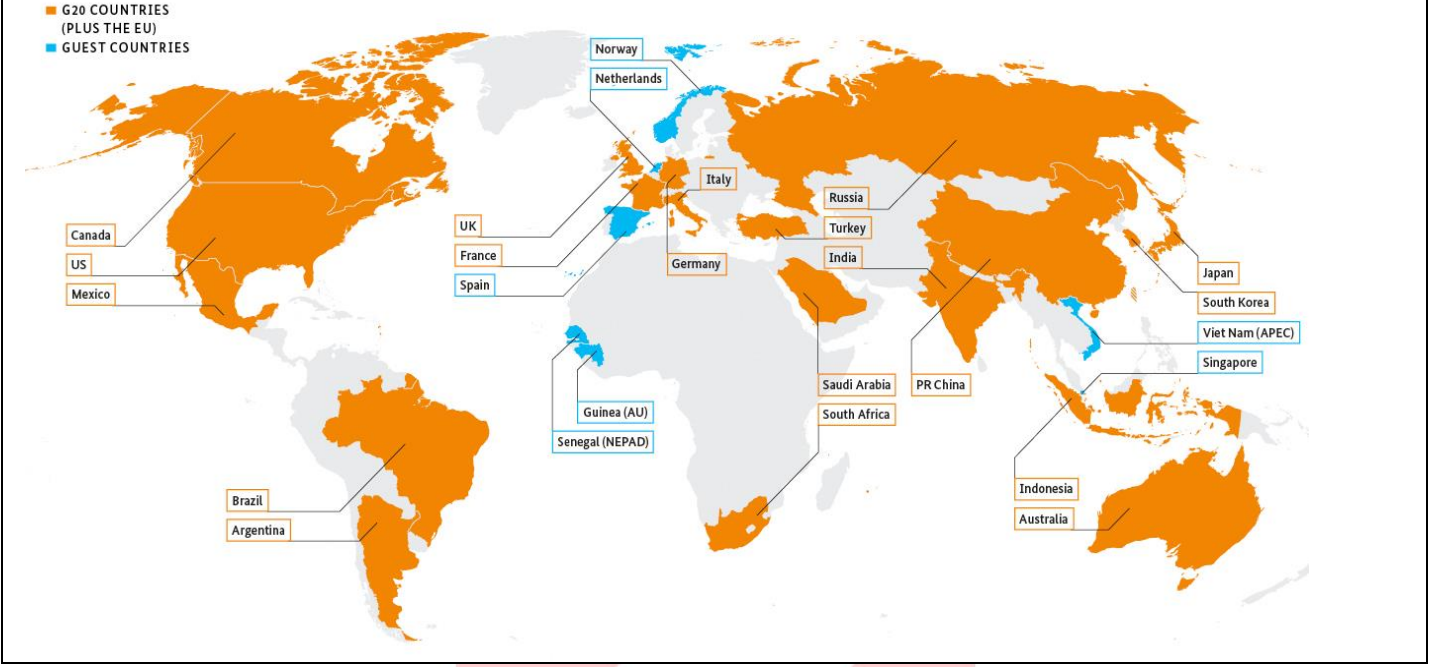 G20 COUNTRIES
(PLUS THE EU)
GUEST COUNTRIES
Norway
Netherlands
Italy
Russia
Canada
UK
Turkey
US
France
Germany
India
Japan
Mexico
Spain
South Korea
Viet Nam (APEC)
Singapore
Saudi Arabia
PR China
Guinea (AU)
South Africa
Senegal (NEPAD)
Brazil
Indonesia
Argentina
Australia